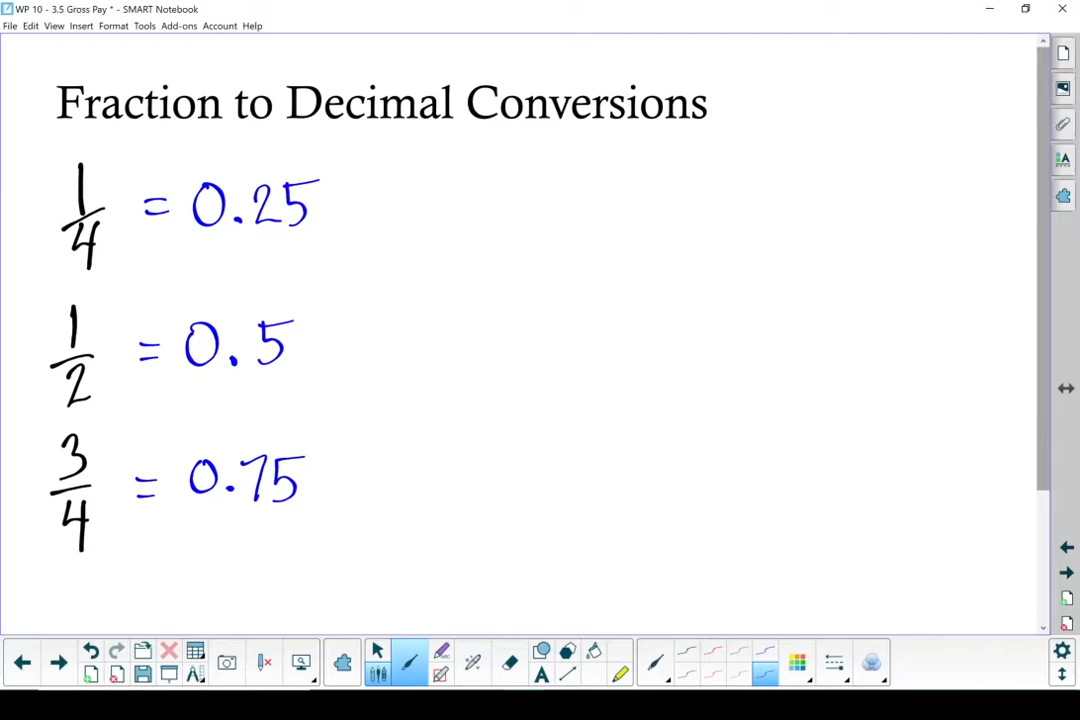 WP 10 - 3.5 Gross Pay * - SMART Notebook
File Edit View Insert Format Tools Add-ons Account Help
Fraction to Decimal Conversions
1/4 = 0.25
1/2 = 0.5
3/4 = 0.75